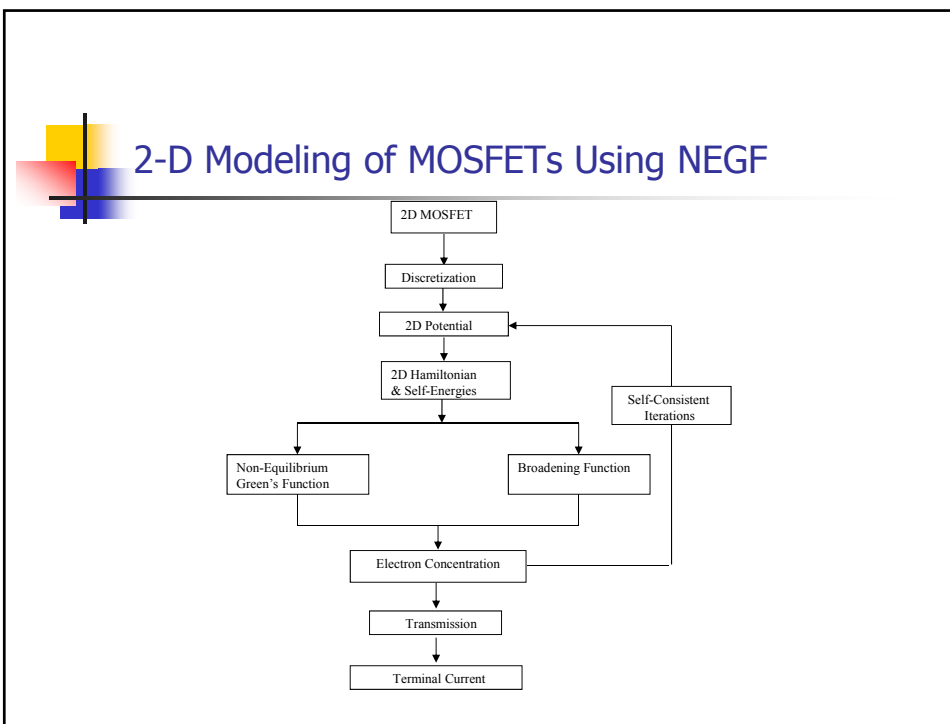 2-D Modeling of MOSFETs Using NEGF
2D MOSFET
Discretization
2D Potential
2D Hamiltonian
& Self-Energies
Self-Consistent
Iterations
Non-Equilibrium
Green's Function
Broadening Function
Electron Concentration
Transmission
Terminal Current